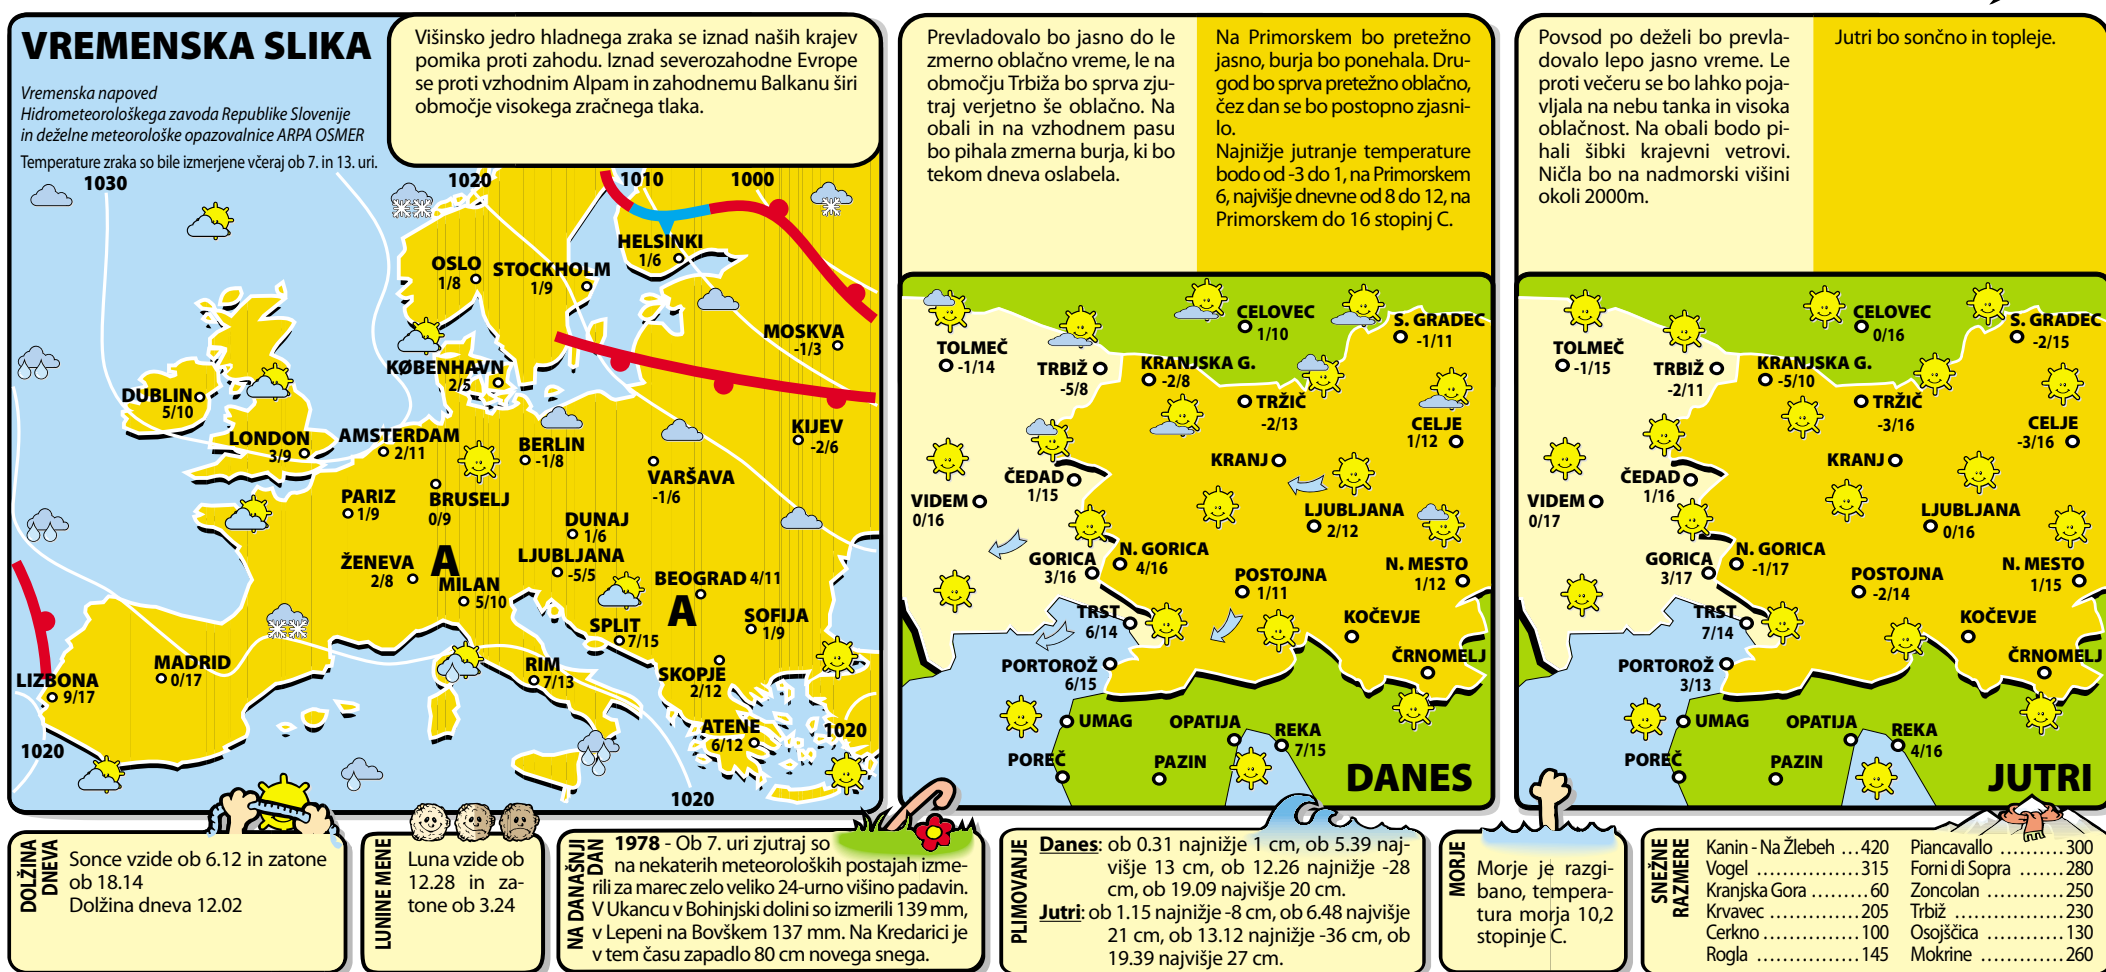 VREMENSKA SLIKA
Vremenska napoved
Hidrometeorološkega zavoda Republike Slovenije
in deželne meteorološke opazovalnice ARPA OSMER
Temperature zraka so bile izmerjene včeraj ob 7. in 13. uri.
Višinsko jedro hladnega zraka se iznad naših krajev
pomika proti zahodu. Iznad severozahodne Evrope
se proti vzhodnim Alpam in zahodnemu Balkanu širi
območje visokega zračnega tlaka.
1030
1020
1010
1000
HELSINKI
1/6
OSLO
1/8
STOCKHOLM
1/9
MOSKVA
-1/3
KØBENHAVN
2/5
DUBLIN
5/10
LONDON
3/9
AMSTERDAM
2/11
BERLIN
-1/8
KIJEV
-2/6
VARŠAVA
-1/6
PARIZ
1/9
BRUSELJ
0/9
DUNAJ
1/6
LJUBLJANA
-5/5
ŽENEVA
2/8
A
MILAN
5/10
BEOGRAD 4/11
A
SOFIJA
1/9
SPLIT
7/15
SKOPJE
2/12
RIM
7/13
MADRID
0/17
LIZBONA
9/17
ATENE
6/12
1020
1020
1020
Prevladovalo bo jasno do le
zmerno oblačno vreme, le na
območju Trbiža bo sprva zju-
traj verjetno še oblačno. Na
obali in na vzhodnem pasu
bo pihala zmerna burja, ki bo
tekom dneva oslabela.
Na Primorskem bo pretežno
jasno, burja bo ponehala. Dru-
god bo sprva pretežno oblačno,
čez dan se bo postopno zjasni-
lo.
Najnižje jutranje temperature
bodo od -3 do 1, na Primorskem
6, najvišje dnevne od 8 do 12, na
Primorskem do 16 stopinj C.
CELOVEC
1/10
S. GRADEC
-1/11
TOLMEČ
-1/14
TRBIŽ
-5/8
KRANJSKA G.
-2/8
TRŽIČ
-2/13
CELJE
1/12
KRANJ
ČEDAD
1/15
VIDEM
0/16
LJUBLJANA
2/12
GORICA
3/16
N. GORICA
4/16
POSTOJNA
1/11
N. MESTO
1/12
TRST
6/14
KOČEVJE
PORTOROŽ
6/15
ČRNOMELJ
UMAG
OPATIJA
REKA
7/15
POREČ
PAZIN
DANES
Povsod po deželi bo prevla-
dovalo lepo jasno vreme. Le
proti večeru se bo lahko poja-
vljala na nebu tanka in visoka
oblačnost. Na obali bodo pi-
hali šibki krajevni vetrovi.
Ničla bo na nadmorski višini
okoli 2000m.
Jutri bo sončno in topleje.
CELOVEC
0/16
S. GRADEC
-2/15
TOLMEČ
-1/15
TRBIŽ
-2/11
KRANJSKA G.
-5/10
TRŽIČ
-3/16
CELJE
-3/16
KRANJ
ČEDAD
1/16
VIDEM
0/17
LJUBLJANA
0/16
GORICA
3/17
N. GORICA
-1/17
POSTOJNA
-2/14
N. MESTO
1/15
TRST
7/14
KOČEVJE
PORTOROŽ
3/13
ČRNOMELJ
UMAG
OPATIJA
REKA
4/16
POREČ
PAZIN
JUTRI
DOLŽINA
DNEVA
Sonce vzide ob 6.12 in zatone
ob 18.14
Dolžina dneva 12.02
LUNINE MENE
Luna vzide ob
12.28 in za-
tone ob 3.24
NA DANAŠNJI
DAN
1978 - Ob 7. uri zjutraj so
na nekaterih meteoroloških postajah izme-
rili za marec zelo veliko 24-urno višino padavin.
V Ukancu v Bohinjski dolini so izmerili 139 mm,
v Lepeni na Bovškem 137 mm. Na Kredarici je
v tem času zapadlo 80 cm novega snega.
PLIMOVANJE
Danes: ob 0.31 najnižje 1 cm, ob 5.39 naj-
višje 13 cm, ob 12.26 najnižje -28
cm, ob 19.09 najvišje 20 cm.
Jutri: ob 1.15 najnižje -8 cm, ob 6.48 najvišje
21 cm, ob 13.12 najnižje -36 cm, ob
19.39 najvišje 27 cm.
MORJE
Morje je razgi-
bano, tempera-
tura morja 10,2
stopinje C.
SNEŽNE
RAZMERE
Kanin - Na Žlebeh ...420
Vogel ...................315
Kranjska Gora .........60
Krvavec ................205
Cerkno .................100
Rogla ...................145
Piancavallo ............300
Forni di Sopra .........280
Zoncolan ...............250
Trbiž ....................230
Osojščica ...............130
Mokrine ................260